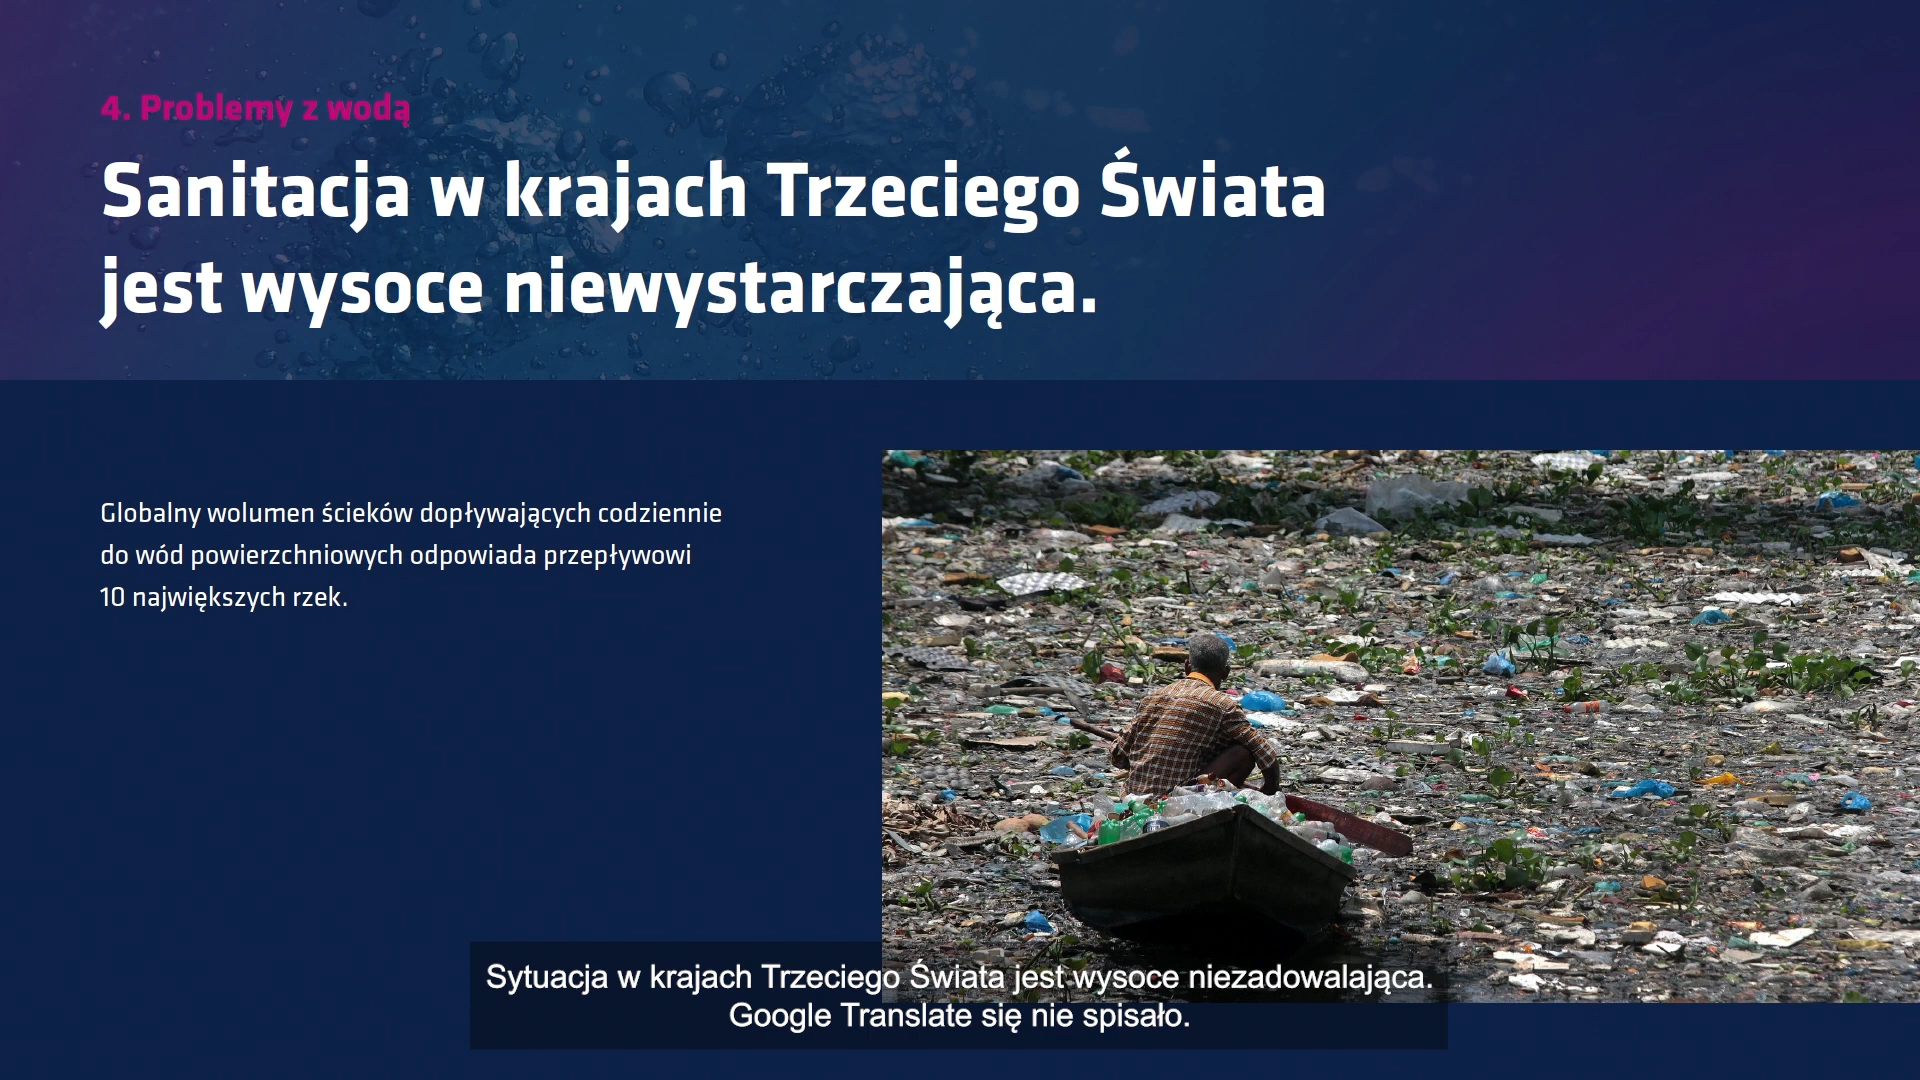 4. Problemy z wodą
Sanitacja w krajach Trzeciego Świata
jest wysoce niewystarczająca.
Globalny wolumen ścieków dopływających codziennie
do wód powierzchniowych odpowiada przepływowi
10 największych rzek.
Sytuacja w krajach Trzeciego Świata jest wysoce niezadowalająca.
Google Translate się nie spisało.